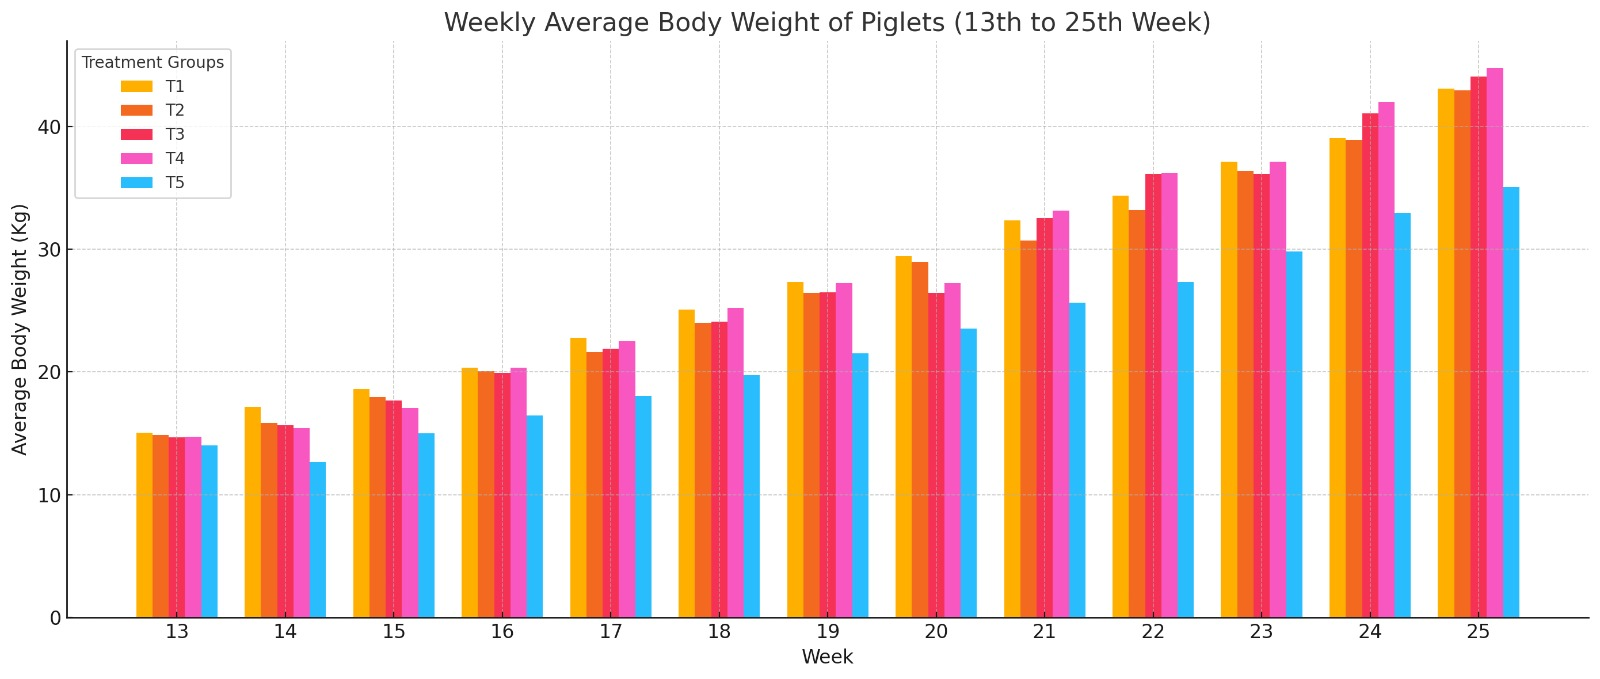 Weekly Average Body Weight of Piglets (13th to 25th Week)
Treatment Groups
T1
T2
T3
T4
T5
Average Body Weight (Kg)
40
30
20
10
0
13 14 15 16 17 18 19 20 21 22 23 24 25
Week